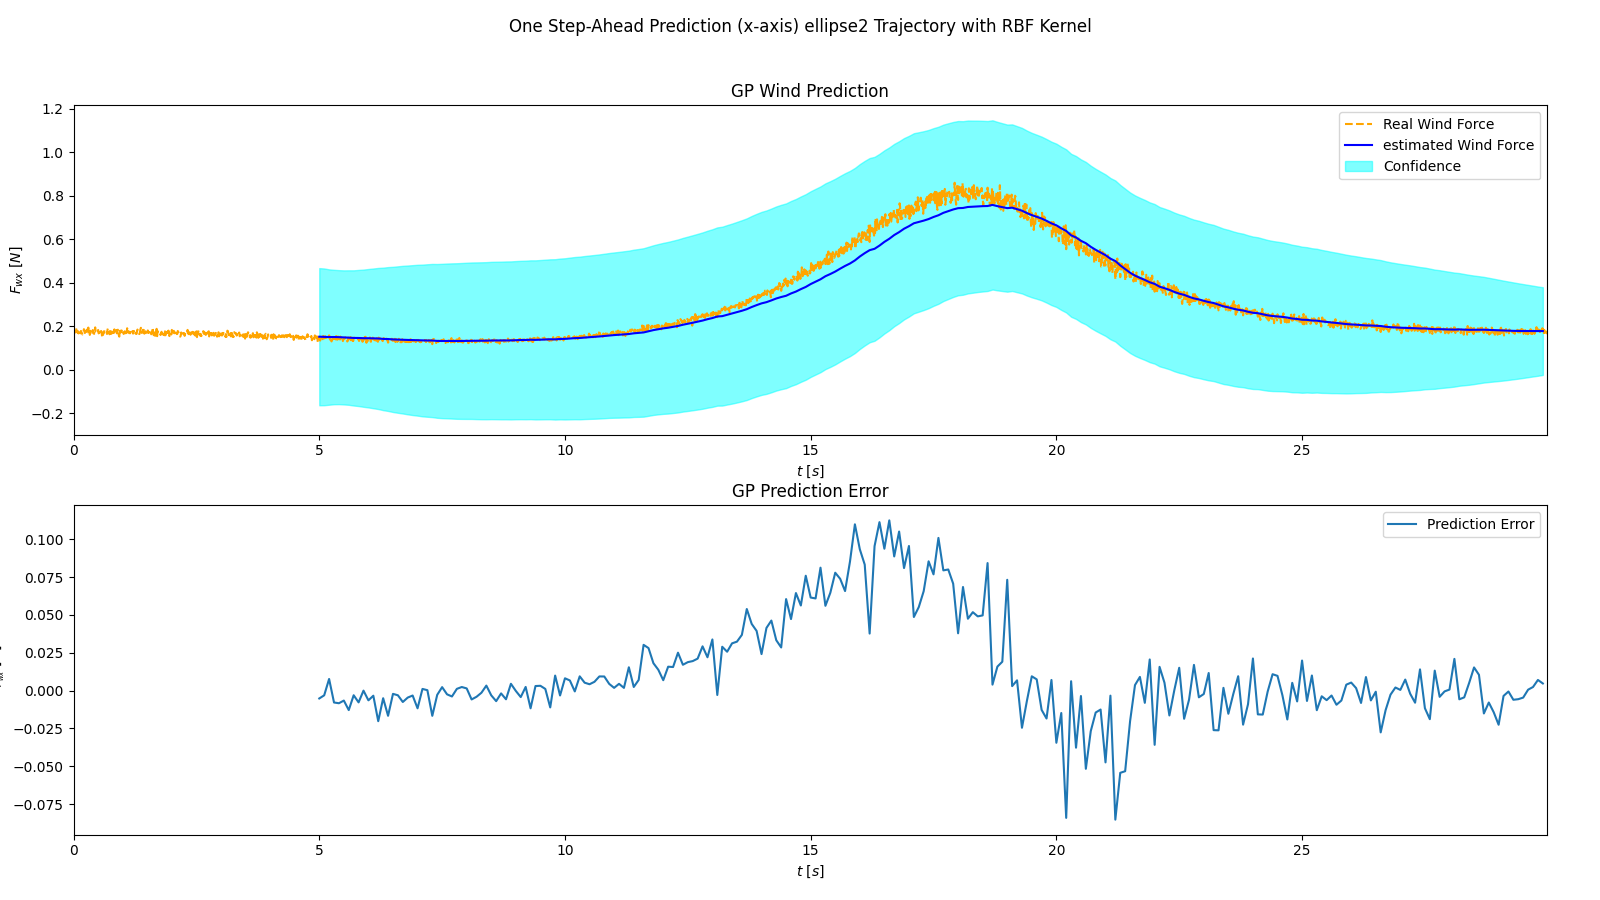 One Step-Ahead Prediction (x-axis) ellipse2 Trajectory with RBF Kernel
GP Wind Prediction
1.2
1.0
0.8
0.6
0.4
0.2
0.0
−0.2
F_wx [N]
Real Wind Force
estimated Wind Force
Confidence
0 5 10 15 20 25
t [s]
GP Prediction Error
0.100
0.075
0.050
0.025
0.000
−0.025
−0.050
−0.075
Prediction Error
0 5 10 15 20 25
t [s]